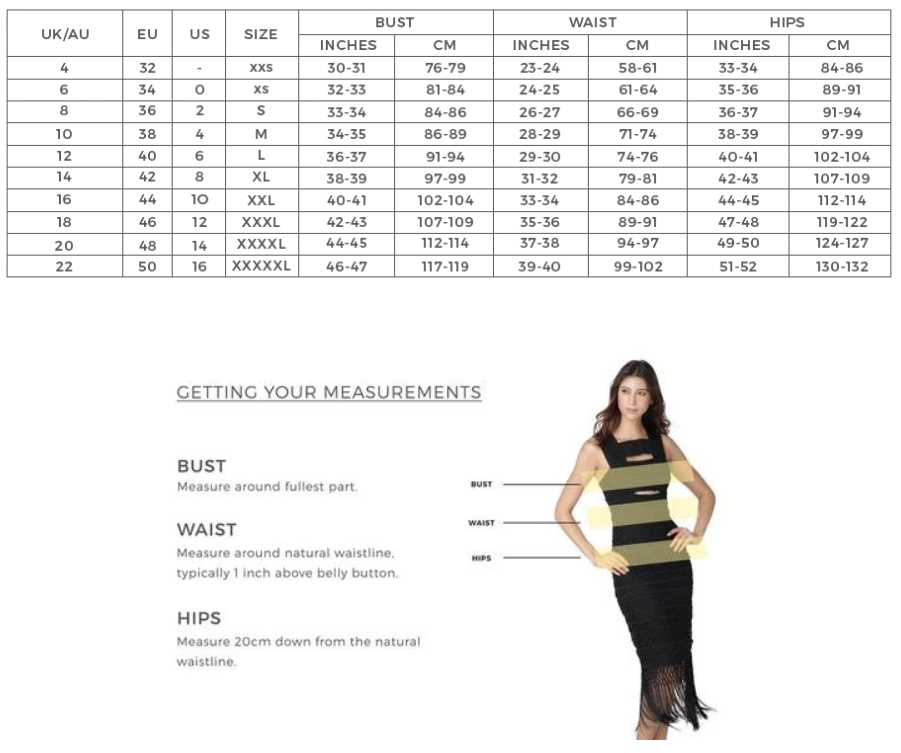 UK/AU EU US SIZE BUST WAIST HIPS
INCHES CM INCHES CM INCHES CM
4 32 - XXS 30-31 76-79 23-24 58-61 33-34 84-86
6 34 0 XS 32-33 81-84 24-25 61-64 35-36 89-91
8 36 2 S 33-34 84-86 26-27 66-69 36-37 91-94
10 38 4 M 34-35 86-89 28-29 71-74 38-39 97-99
12 40 6 L 36-37 91-94 29-30 74-76 40-41 102-104
14 42 8 XL 38-39 97-99 31-32 79-81 42-43 107-109
16 44 10 XXL 40-41 102-104 33-34 84-86 44-45 112-114
18 46 12 XXXL 42-43 107-109 35-36 89-91 47-48 119-122
20 48 14 XXXXL 44-45 112-114 37-38 94-97 49-50 124-127
22 50 16 XXXXXL 46-47 117-119 39-40 99-102 51-52 130-132
GETTING YOUR MEASUREMENTS
BUST
Measure around fullest part.
WAIST
Measure around natural waistline,
typically 1 inch above belly button.
HIPS
Measure 20cm down from the natural
waistline.
BUST
WAIST
HIPS